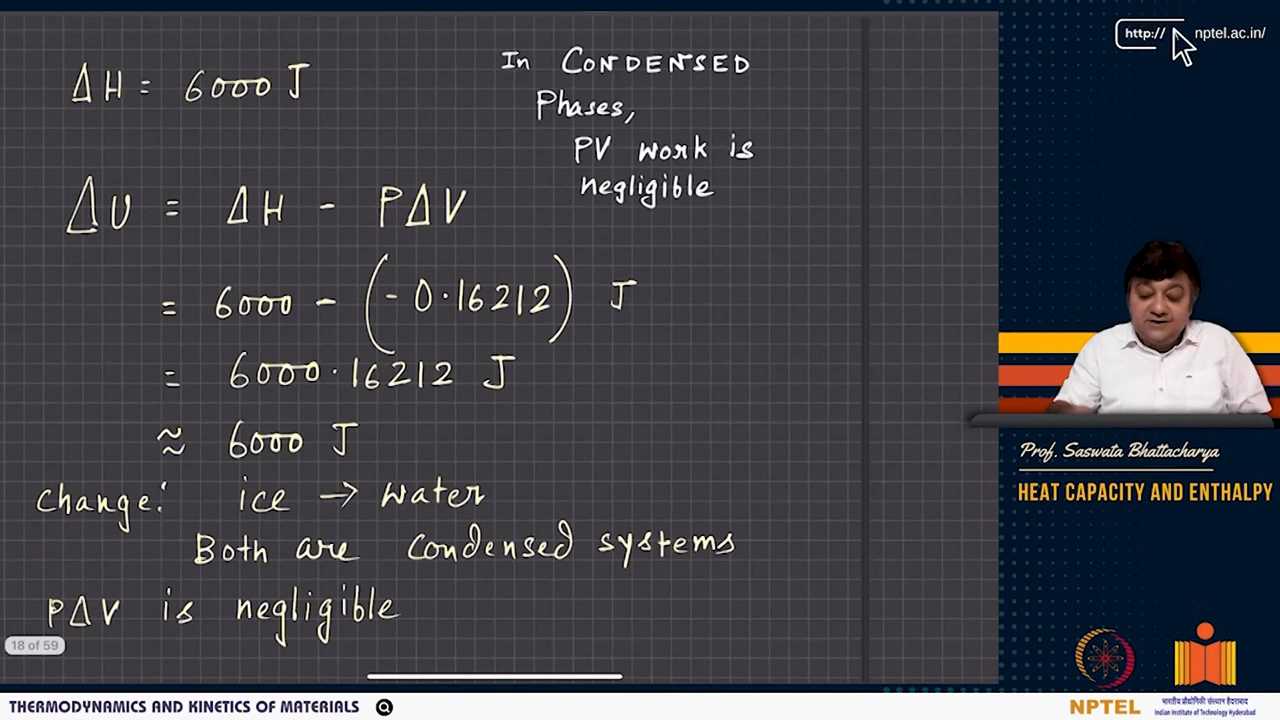 http://
nptel.ac.in/
ΔH = 6000 J
In CONDENSED
Phases,
PV work is
negligible
ΔU = ΔH - PΔV
= 6000 - (- 0.16212) J
= 6000.16212 J
≈ 6000 J
Change: ice → water
Both are condensed systems
PΔV is negligible
18 of 59
Prof. Saswata Bhattacharya
HEAT CAPACITY AND ENTHALPY
THERMODYNAMICS AND KINETICS OF MATERIALS
NPTEL
भारतीय प्रौद्योगिकी संस्थान हैदराबाद
Indian Institute of Technology Hyderabad